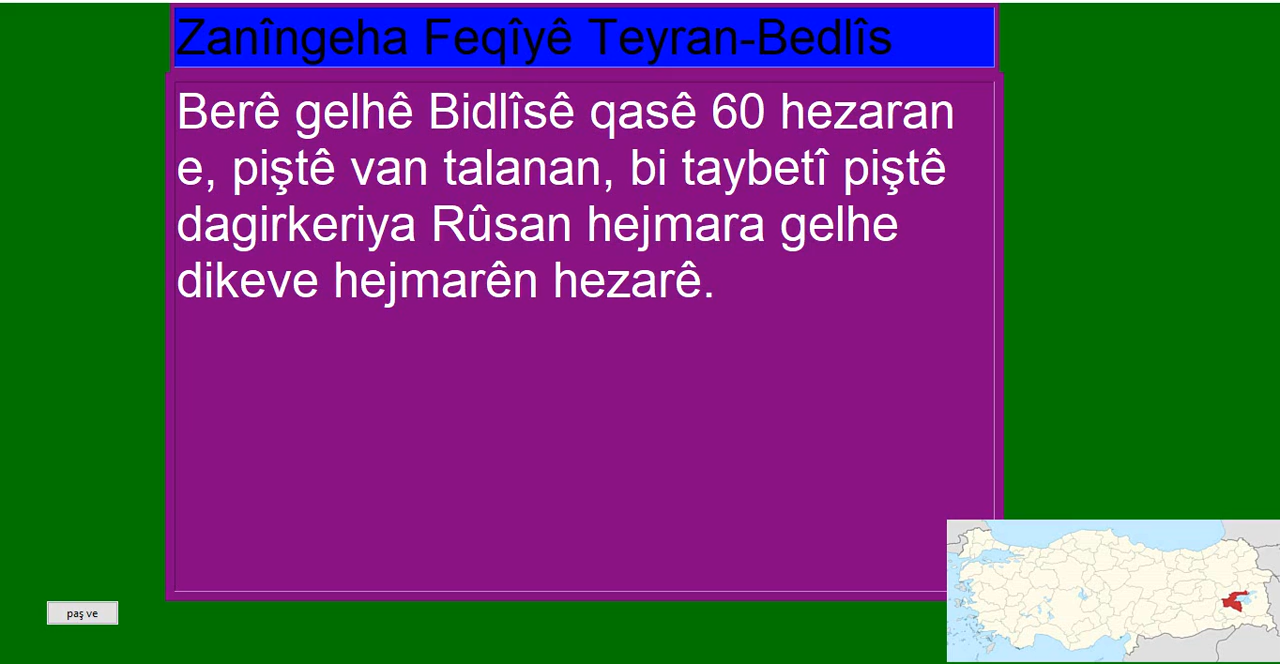 Zanîngeha Feqîyê Teyran-Bedlîs
Berê gelhê Bidlîsê qasê 60 hezaran
e, piştê van talanan, bi taybetî piştê
dagirkeriya Rûsan hejmara gelhe
dikeve hejmarên hezarê.
paş ve